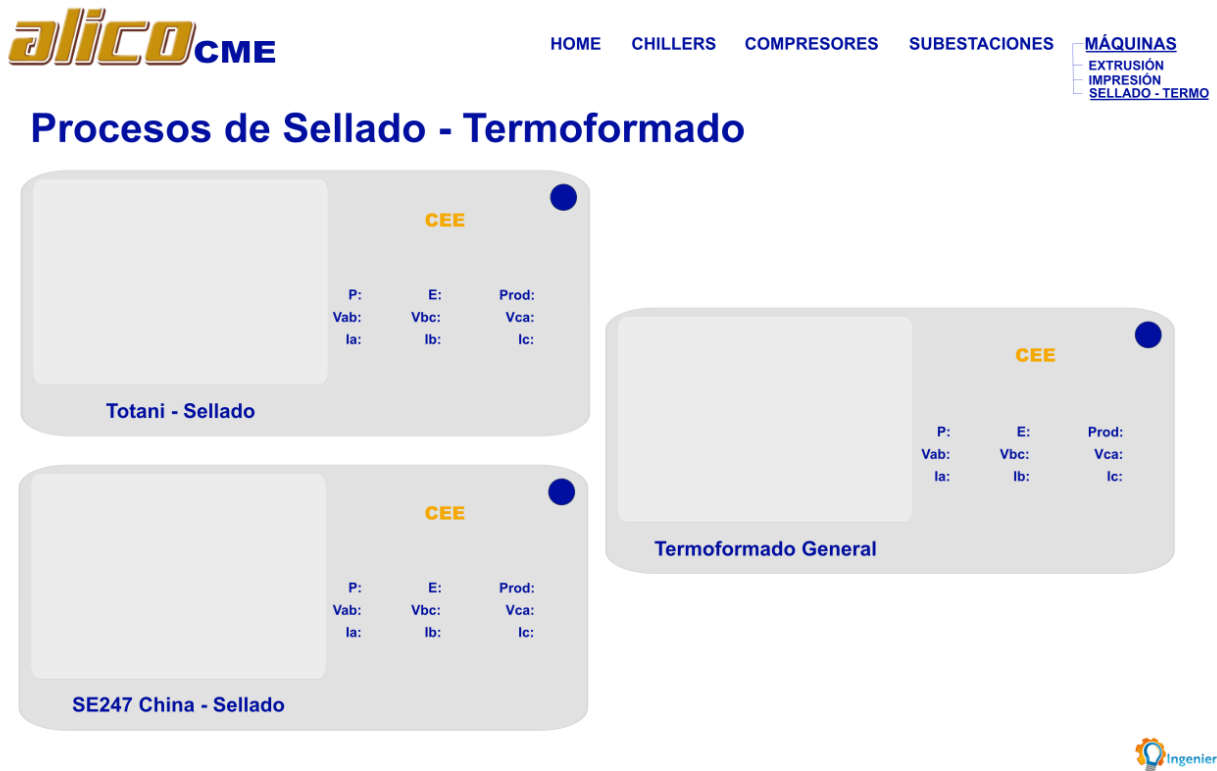 alico CME
HOME CHILLERS COMPRESORES SUBESTACIONES MÁQUINAS
EXTRUSIÓN
IMPRESIÓN
SELLADO - TERMO
Procesos de Sellado - Termoformado
CEE
P: E: Prod:
Vab: Vbc: Vca:
Ia: Ib: Ic:
Totani - Sellado
CEE
P: E: Prod:
Vab: Vbc: Vca:
Ia: Ib: Ic:
SE247 China - Sellado
CEE
P: E: Prod:
Vab: Vbc: Vca:
Ia: Ib: Ic:
Termoformado General
Ingenier